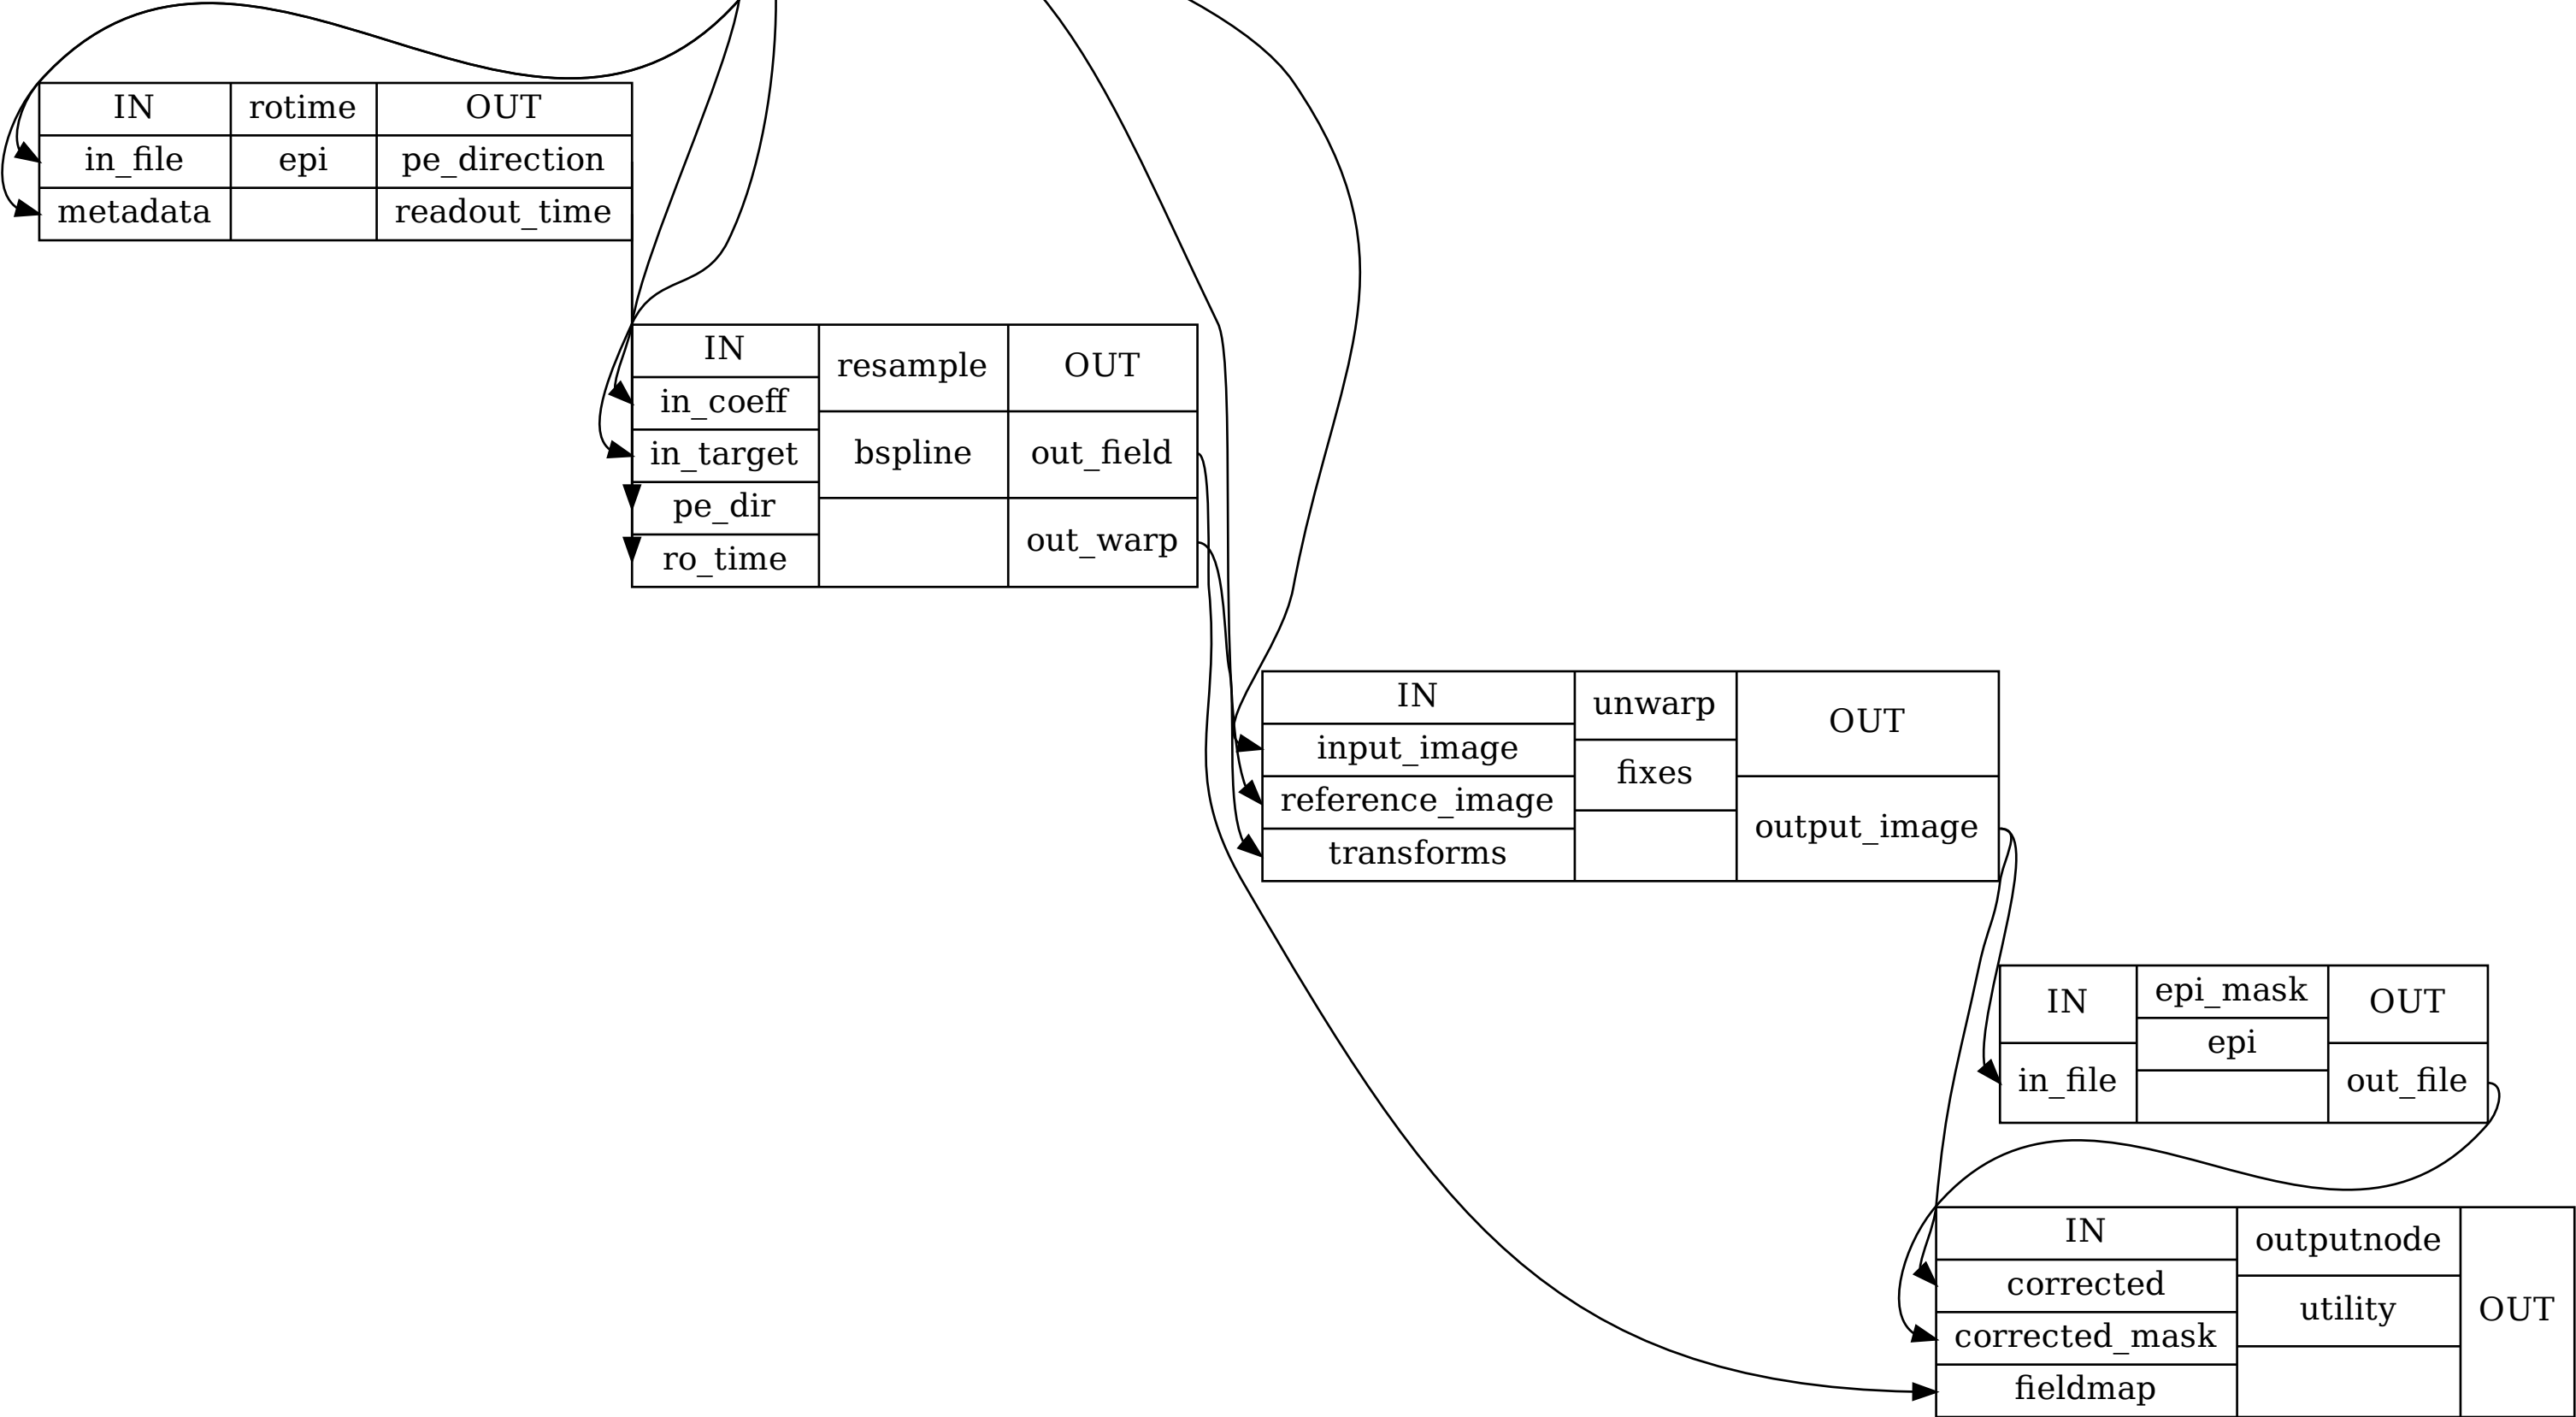 IN rotime OUT
in_file epi pe_direction
metadata readout_time
IN resample OUT
in_coeff
in_target bspline out_field
pe_dir
ro_time out_warp
IN unwarp OUT
input_image fixes
reference_image output_image
transforms
IN epi_mask OUT
epi
in_file out_file
IN outputnode
corrected utility OUT
corrected_mask
fieldmap